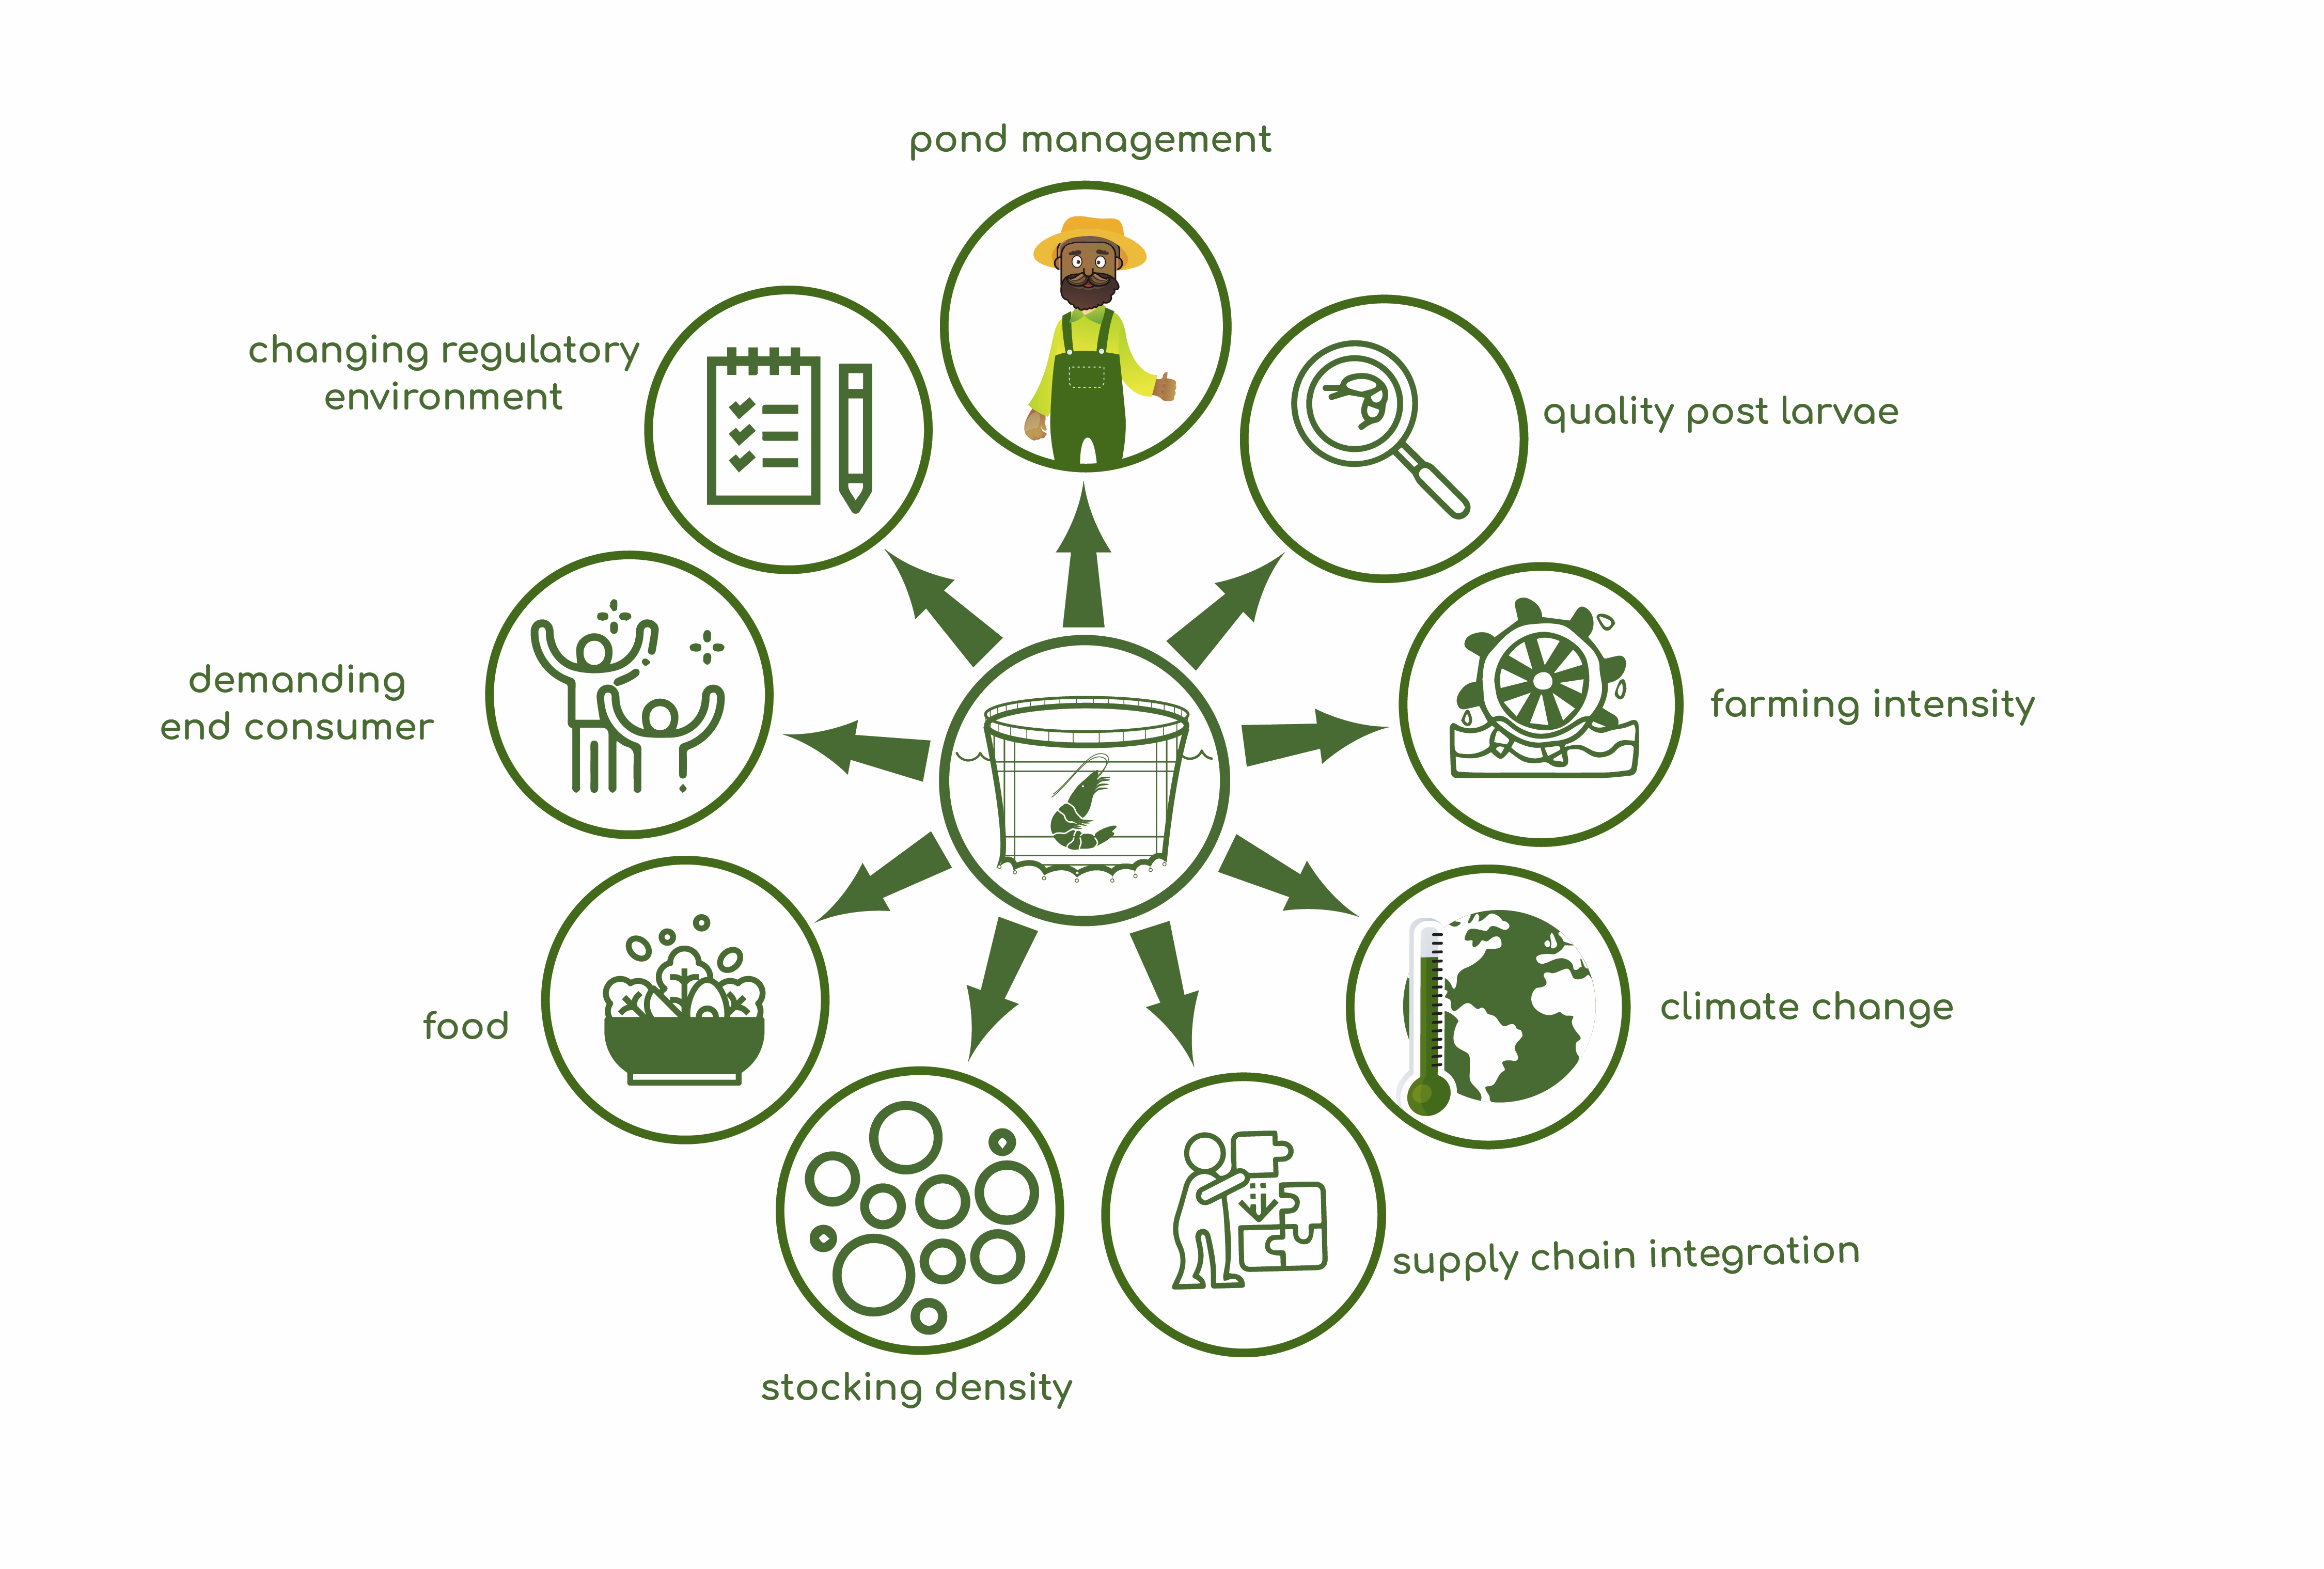 pond management
changing regulatory
environment
quality post larvae
demanding
end consumer
farming intensity
food
climate change
supply chain integration
stocking density